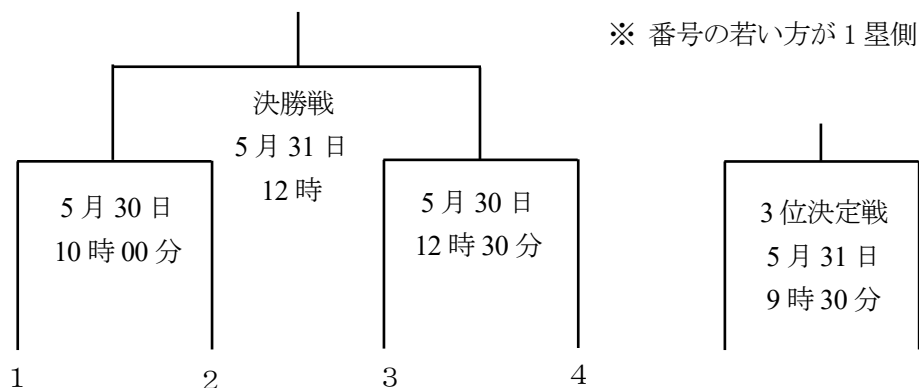 ※ 番号の若い方が1塁側
決勝戦
5月31日
12時
5月30日
10時00分
5月30日
12時30分
3位決定戦
5月31日
9時30分
1
2
3
4